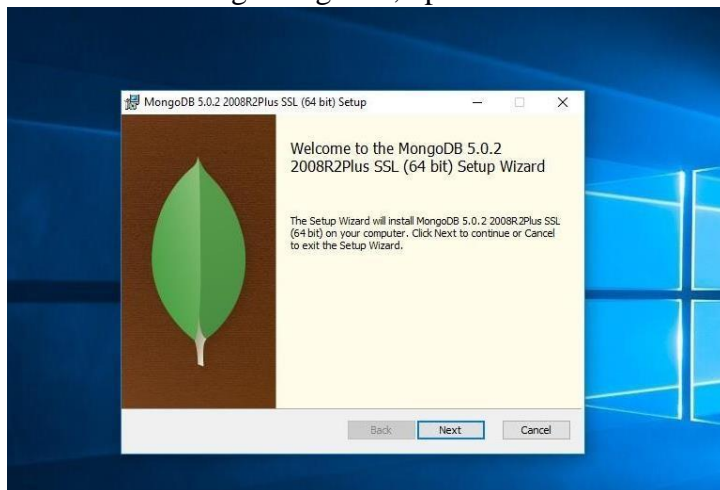 MongoDB 5.0.2 2008R2Plus SSL (64 bit) Setup
Welcome to the MongoDB 5.0.2
2008R2Plus SSL (64 bit) Setup Wizard
The Setup Wizard will install MongoDB 5.0.2 2008R2Plus SSL
(64 bit) on your computer. Click Next to continue or Cancel
to exit the Setup Wizard.
Back Next Cancel